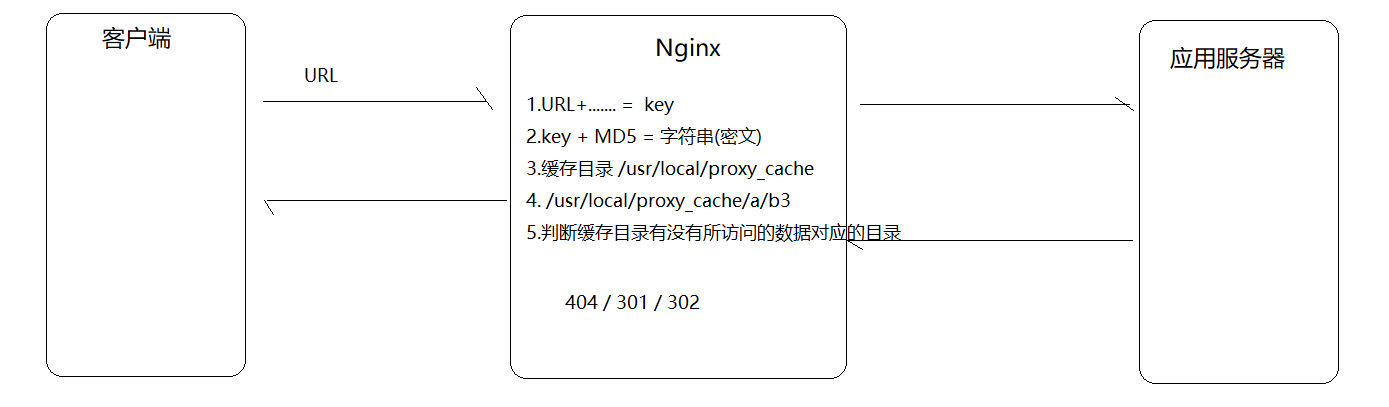 客户端
URL
Nginx
1.URL+....... = key
2.key + MD5 = 字符串(密文)
3.缓存目录 /usr/local/proxy_cache
4. /usr/local/proxy_cache/a/b3
5.判断缓存目录有没有所访问的数据对应的目录
404 / 301 / 302
应用服务器